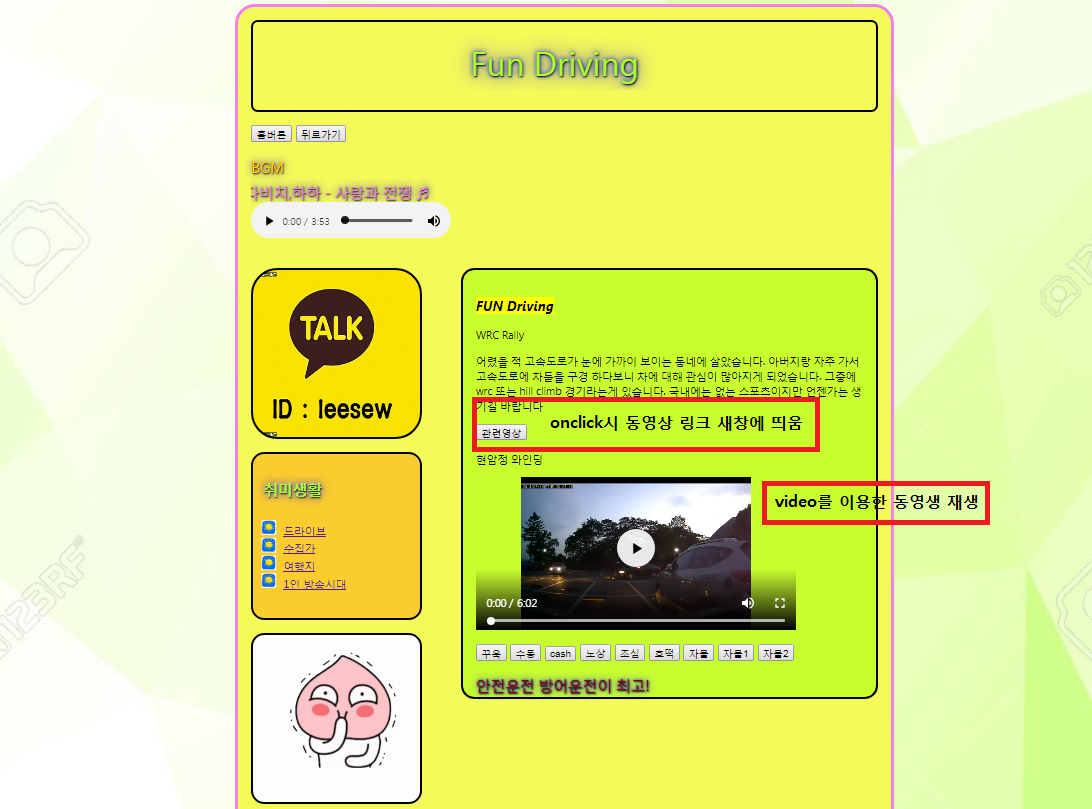 Fun Driving
홈버튼 뒤로가기
BGM
다비치,하하 - 사랑과 전쟁 ♬
0:00 / 3:53
TALK
ID : leesew
취미생활
드라이브
수집가
여행지
1인 방송시대
FUN Driving
WRC Rally
어렸을 적 고속도로가 눈에 가까이 보이는 동네에 살았습니다. 아버지랑 자주 가서
고속도로에 차들을 구경 하다보니 차에 대해 관심이 많아지게 되었습니다. 그중에
wrc 또는 hill climb 경기라는게 있습니다. 국내에는 없는 스포츠이지만 언젠가는 생
기길 바랍니다
관련영상
onclick시 동영상 링크 새창에 띄움
현암정 와인딩
video를 이용한 동영생 재생
0:00 / 6:02
꾸욱 수동 cash 노상 조심 호떡 자물 자물1 자물2
안전운전 방어운전이 최고!
123RF